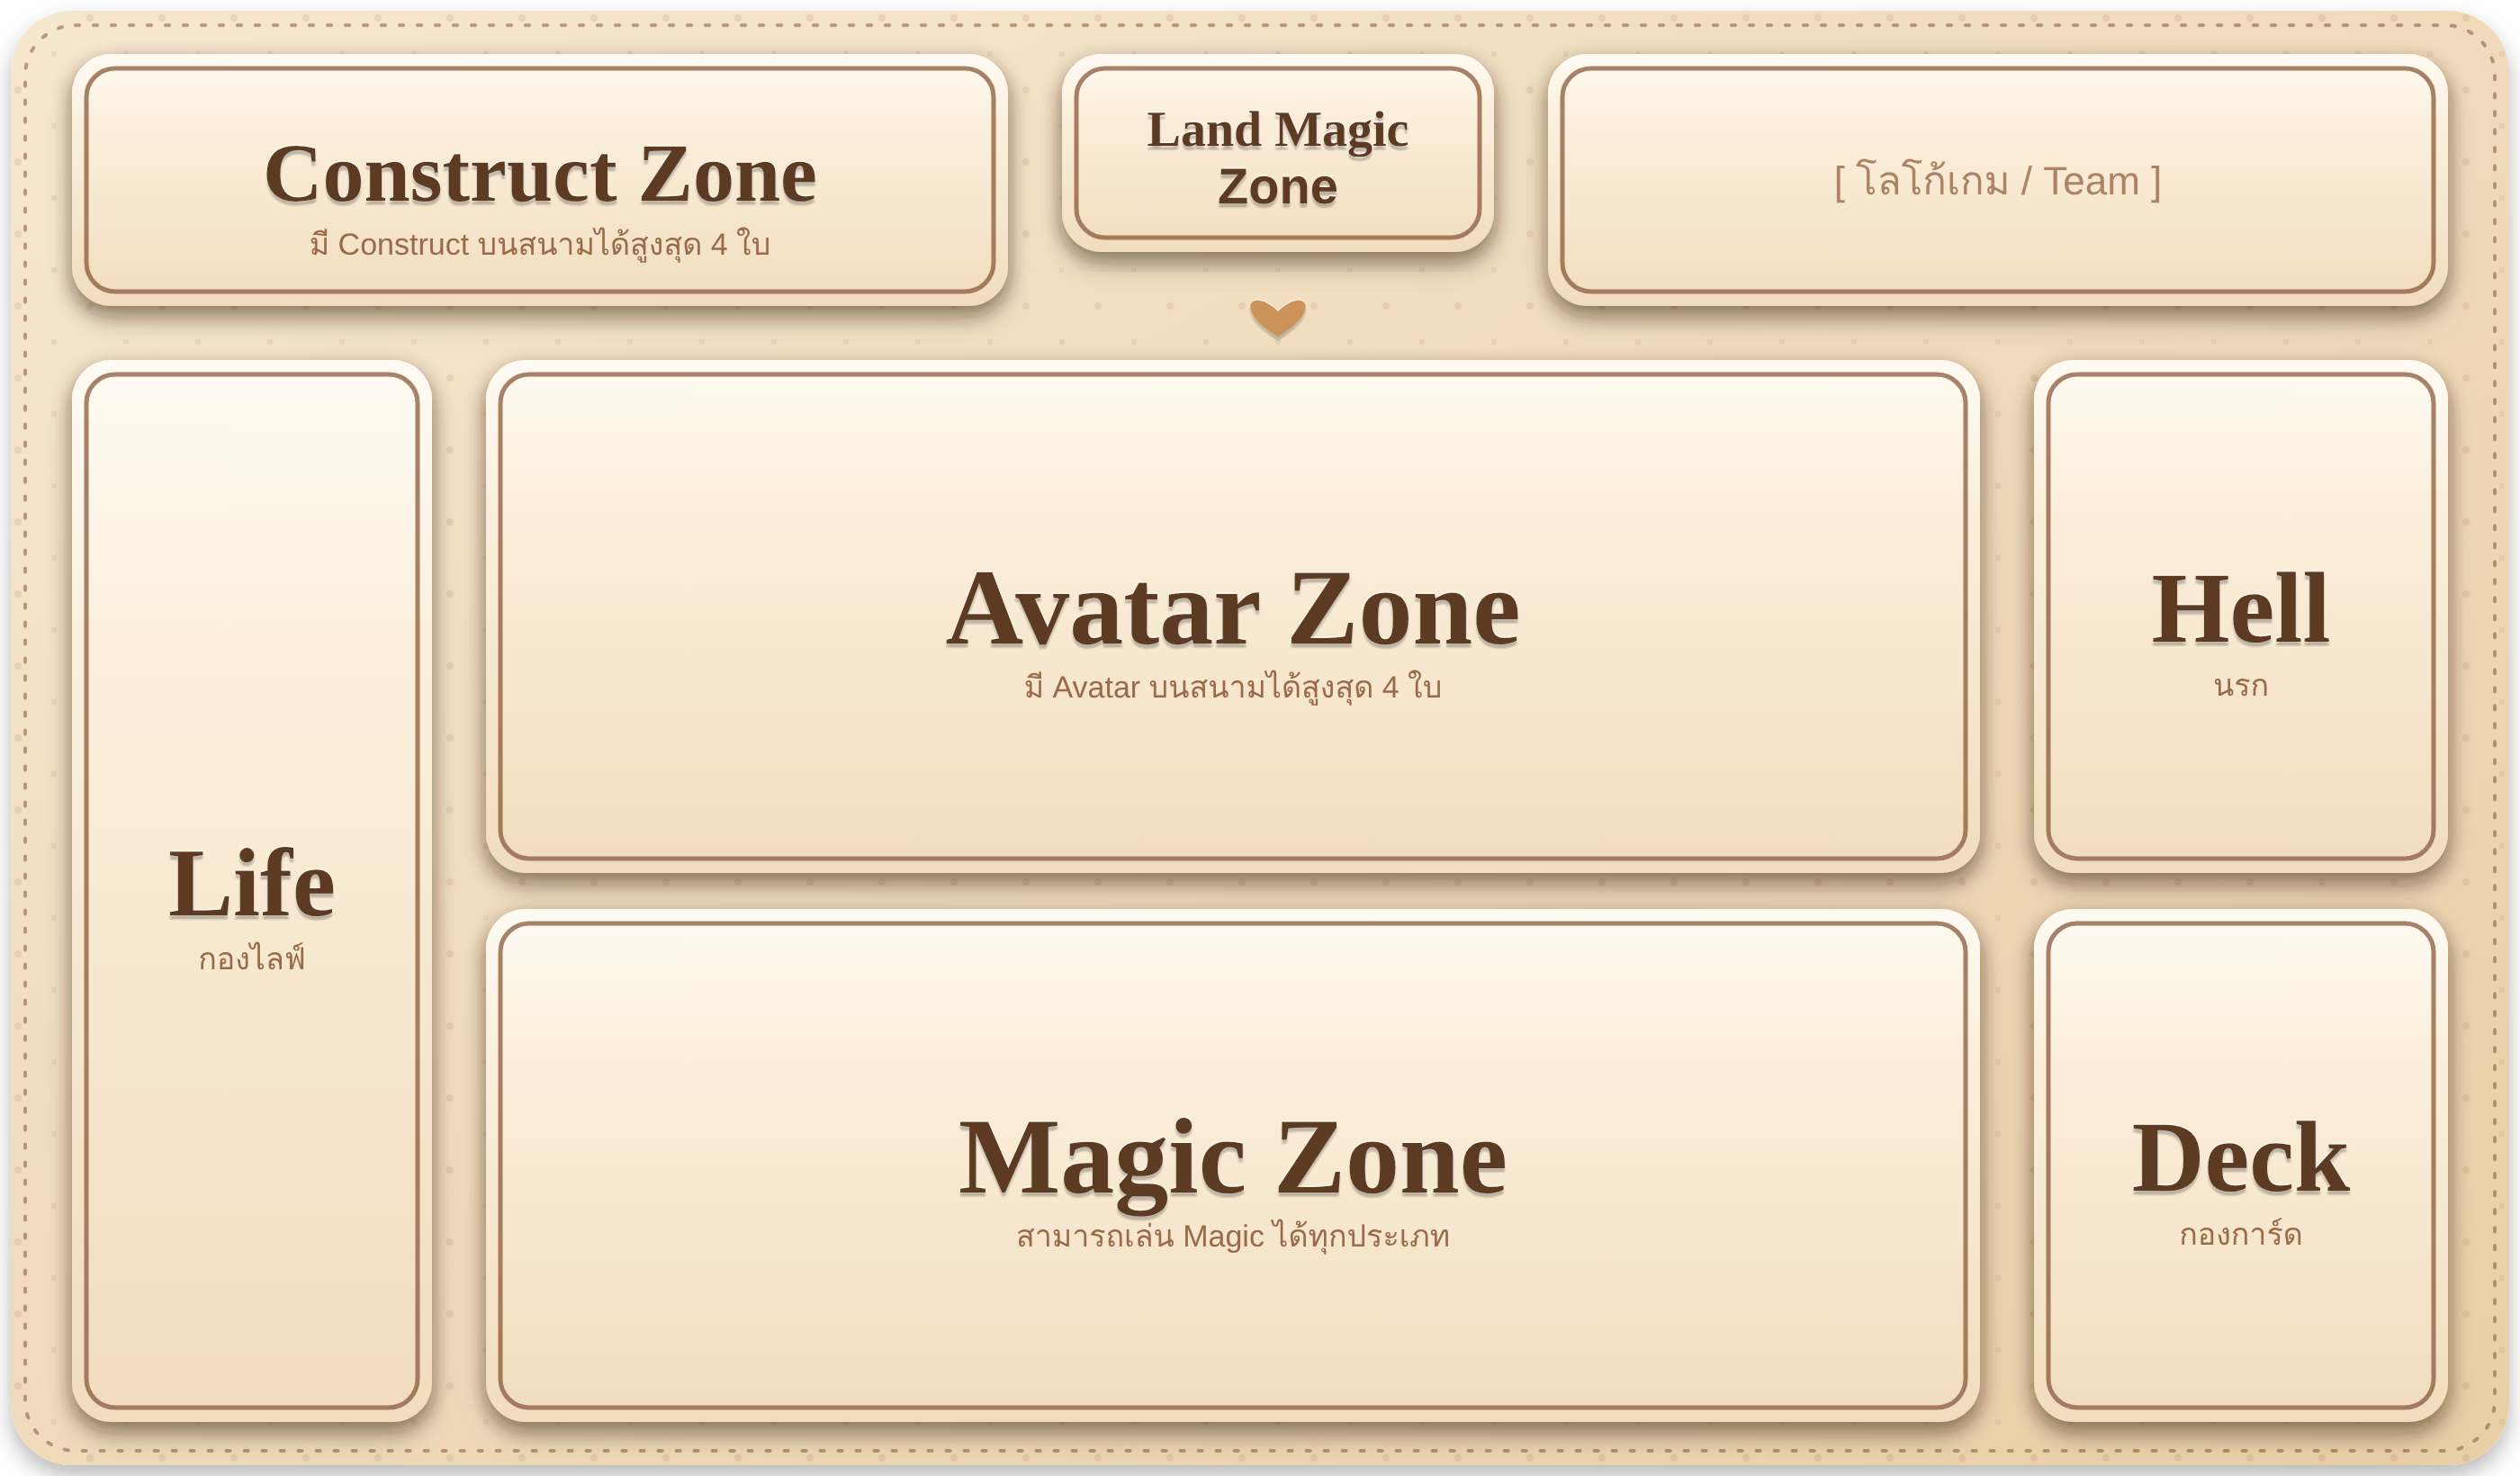 Construct Zone
มี Construct บนสนามได้สูงสุด 4 ใบ
Land Magic
Zone
[ โลโก้เกม / Team ]
Life
กองไลฟ์
Avatar Zone
มี Avatar บนสนามได้สูงสุด 4 ใบ
Hell
นรก
Magic Zone
สามารถเล่น Magic ได้ทุกประเภท
Deck
กองการ์ด